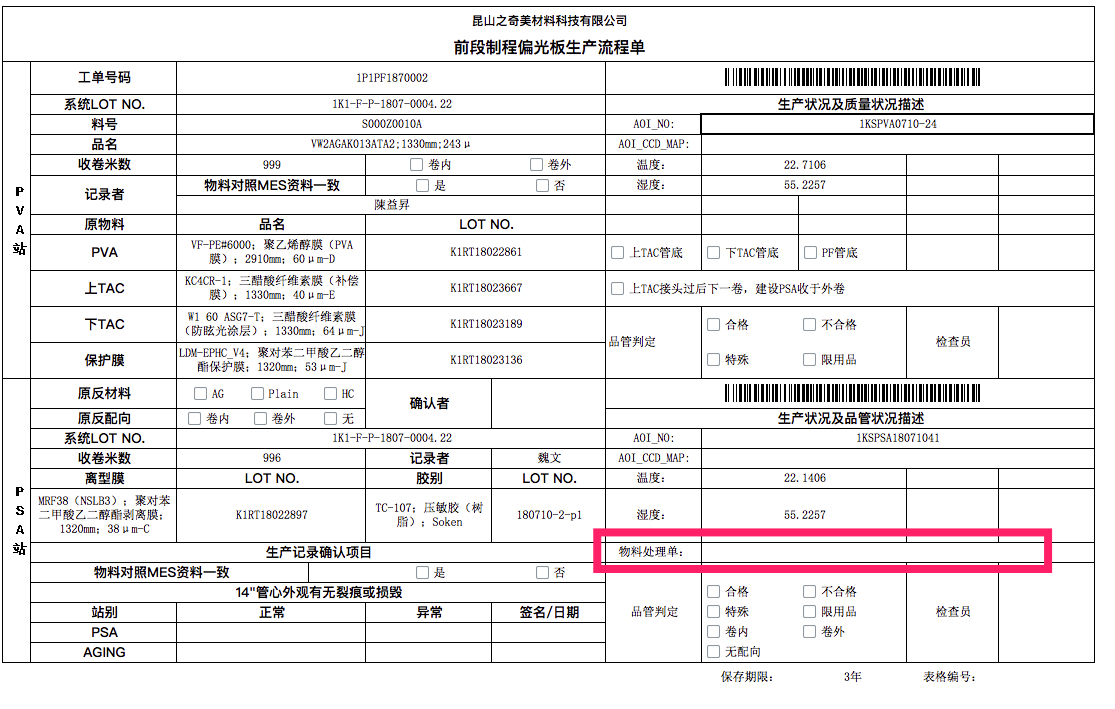 昆山之奇美材料科技有限公司
前段制程偏光板生产流程单
PVA站
工单号码 1P1PF1870002
系统LOT NO. 1K1-F-P-1807-0004.22 生产状况及质量状况描述
料号 S000Z0010A AOI_NO: 1KSPVA0710-24
品名 VW2AGAK013ATA2;1330mm;243μ AOI_CCD_MAP:
收卷米数 999 卷内 卷外 温度: 22.7106
记录者 物料对照MES资料一致 是 否 湿度: 55.2257
陳益昇
原物料 品名 LOT NO.
PVA VF-PE#6000; 聚乙烯醇膜 (PVA
膜); 2910mm; 60μm-D K1RT18022861 上TAC管底 下TAC管底 PF管底
上TAC KC4CR-1; 三醋酸纤维素膜 (补偿
膜); 1330mm; 40μm-E K1RT18023667 上TAC接头过后下一卷, 建设PSA收于外卷
下TAC W1 60 ASG7-T; 三醋酸纤维素膜
(防眩光涂层); 1330mm; 64μm-J K1RT18023189 品管判定 合格 不合格 检查员
保护膜 LDM-EPHC_V4; 聚对苯二甲酸乙二醇
酯保护膜; 1320mm; 53μm-J K1RT18023136 特殊 限用品
PSA站
原反材料 AG Plain HC 确认者
原反配向 卷内 卷外 无 生产状况及品管状况描述
系统LOT NO. 1K1-F-P-1807-0004.22 AOI_NO: 1KSPSA18071041
收卷米数 996 记录者 魏文 AOI_CCD_MAP:
离型膜 LOT NO. 胶别 LOT NO. 温度: 22.1406
MRF38 (NSLB3); 聚对苯
二甲酸乙二醇酯剥离膜;
1320mm; 38μm-C K1RT18022897 TC-107; 压敏胶 (树
脂); Soken 180710-2-p1 湿度: 55.2257
生产记录确认项目 物料处理单:
物料对照MES资料一致 是 否
14"管心外观有无裂痕或损毁
站别 正常 异常 签名/日期
PSA
AGING
品管判定 合格 不合格 检查员
特殊 限用品
卷内 卷外
无配向
保存期限: 3年 表格编号: